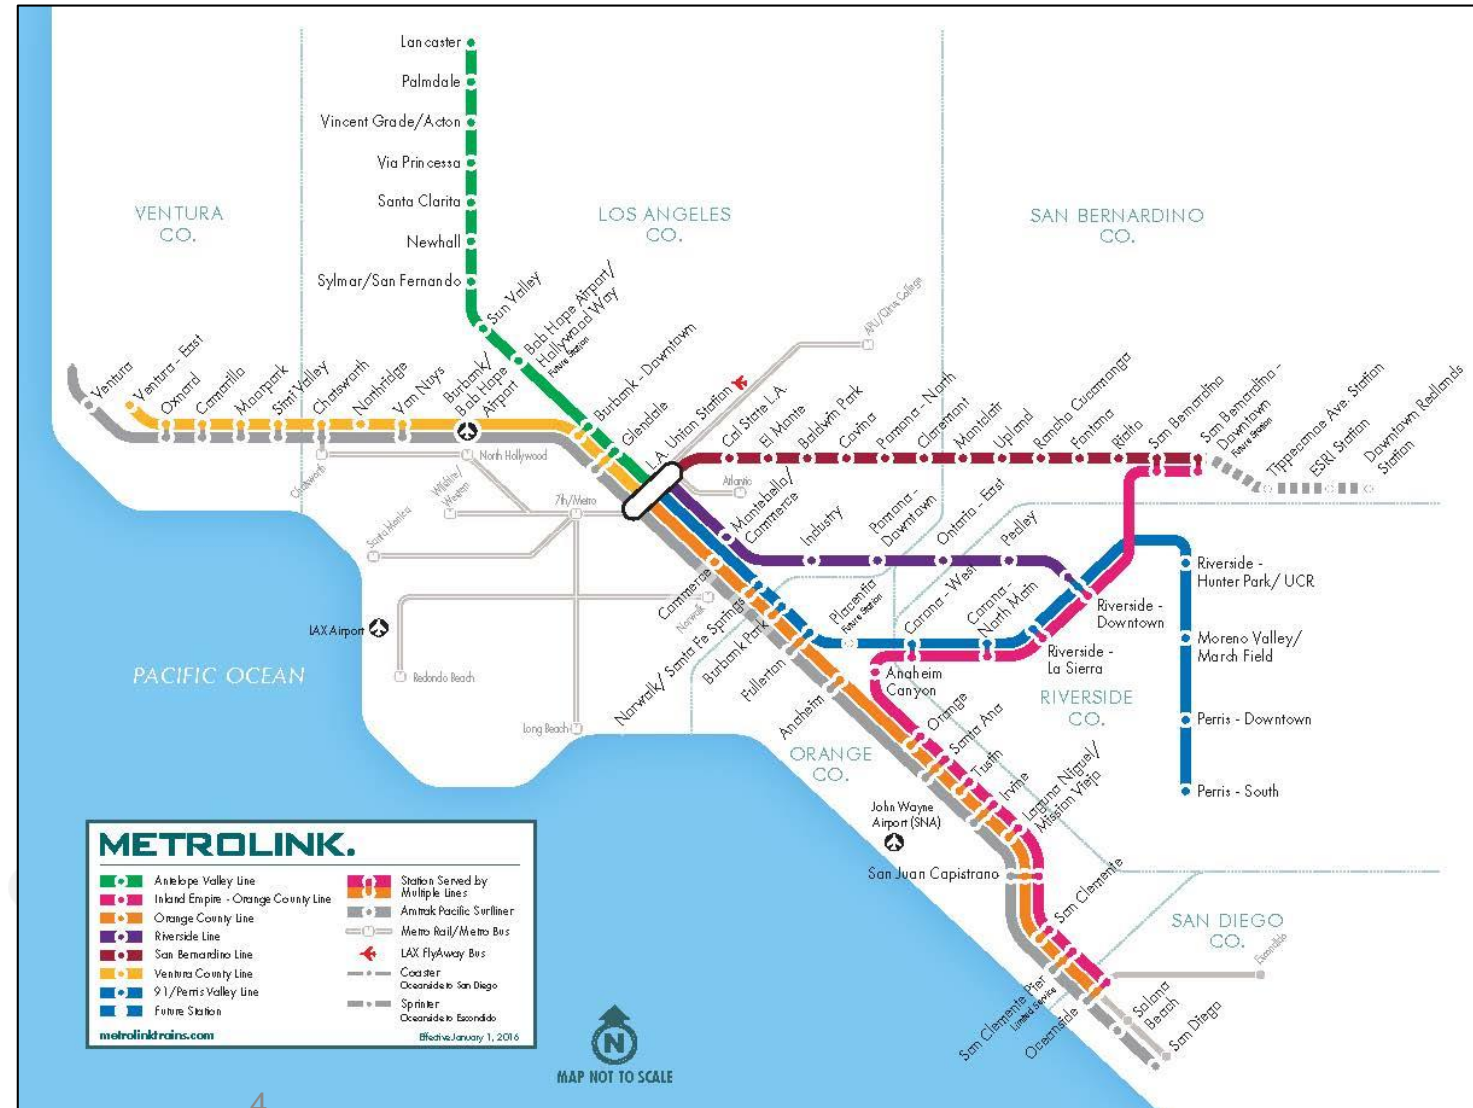 Lancaster
Palmdale
Vincent Grade/Acton
Via Princessa
Santa Clarita
Newhall
Sylmar/San Fernando
Sun Valley
Bob Hope Airport/
Hollywood Way
Future Station
VENTURA
CO.
LOS ANGELES
CO.
SAN BERNARDINO
CO.
Ventura
Ventura - East
Oxnard
Camarillo
Moorpark
Simi Valley
Chatsworth
Northridge
Van Nuys
Burbank/
Bob Hope
Airport
Burbank - Downtown
Glendale
L.A. Union Station
APU/Citrus College
Cal State L.A.
El Monte
Baldwin Park
Covina
Pomona - North
Claremont
Montclair
Upland
Rancho Cucamonga
Fontana
Rialto
San Bernardino
San Bernardino -
Downtown
Future Station
Tippecanoe Ave. Station
ESRI Station
Downtown Redlands
Station
Chatsworth
North Hollywood
Wilshire/
Western
7th/Metro
Atlantic
Santa Monica
Montebello/
Commerce
Industry
Pomona -
Downtown
Ontario - East
Pedley
Riverside -
Hunter Park/ UCR
Riverside -
Downtown
Commerce
Norwalk
Norwalk/ Santa Fe Springs
Burbank Park
Fullerton
Anaheim
Placentia
Future Station
Corona - West
Corona -
North Main
Riverside -
La Sierra
Moreno Valley/
March Field
Perris - Downtown
Perris - South
LAX Airport
Redondo Beach
Long Beach
PACIFIC OCEAN
Anaheim
Canyon
RIVERSIDE
CO.
ORANGE
CO.
Orange
Santa Ana
Tustin
Irvine
Laguna Niguel/
Mission Viejo
John Wayne
Airport (SNA)
San Juan Capistrano
San Clemente
SAN DIEGO
CO.
Escondido
San Clemente Pier
Limited Service
Oceanside
Solana
Beach
San Diego
METROLINK.
Antelope Valley Line
Inland Empire - Orange County Line
Orange County Line
Riverside Line
San Bernardino Line
Ventura County Line
91/Perris Valley Line
Future Station
Station Served by
Multiple Lines
Amtrak Pacific Surfliner
Metro Rail/Metro Bus
LAX FlyAway Bus
Coaster
Oceanside to San Diego
Sprinter
Oceanside to Escondido
metrolinktrains.com
Effective January 1, 2016
N
MAP NOT TO SCALE
4